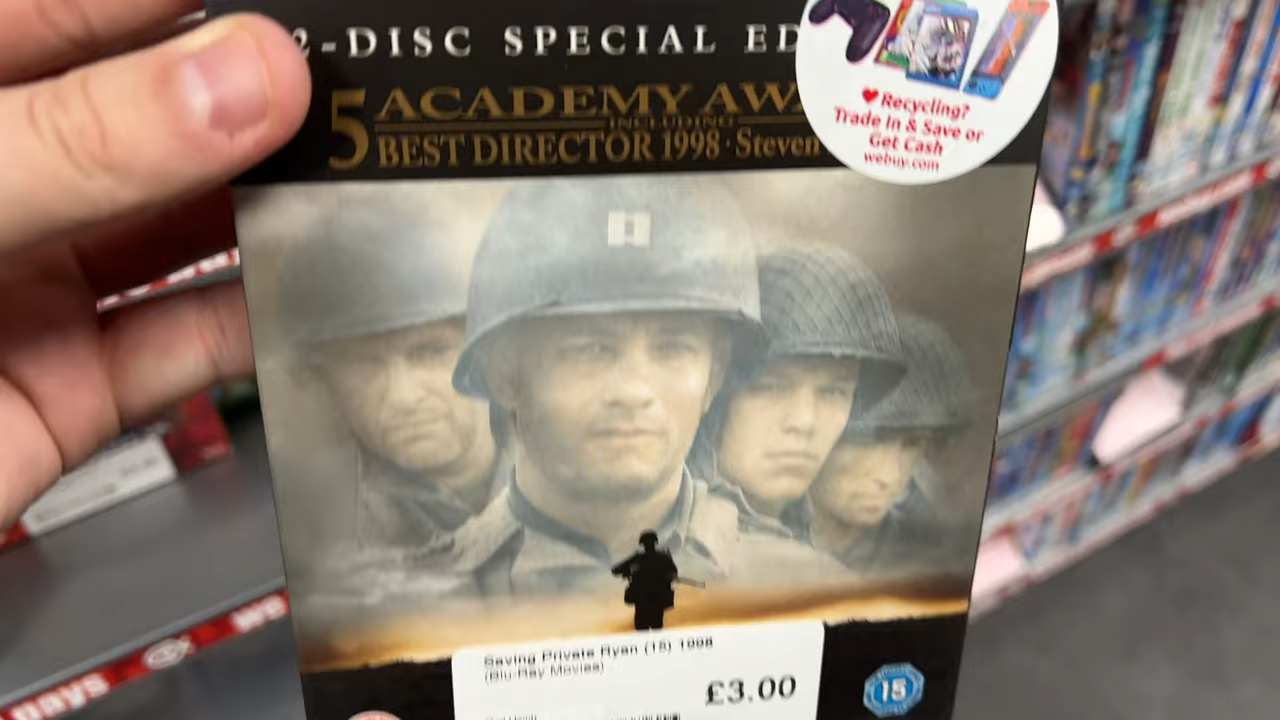 2-DISC SPECIAL ED
5 ACADEMY AWA
INCLUDING
BEST DIRECTOR 1998 · Steven
Recycling?
Trade in & Save or
Get Cash
webuy.com
Saving Private Ryan (15) 1998
(Blu-Ray Movies)
£3.00
15